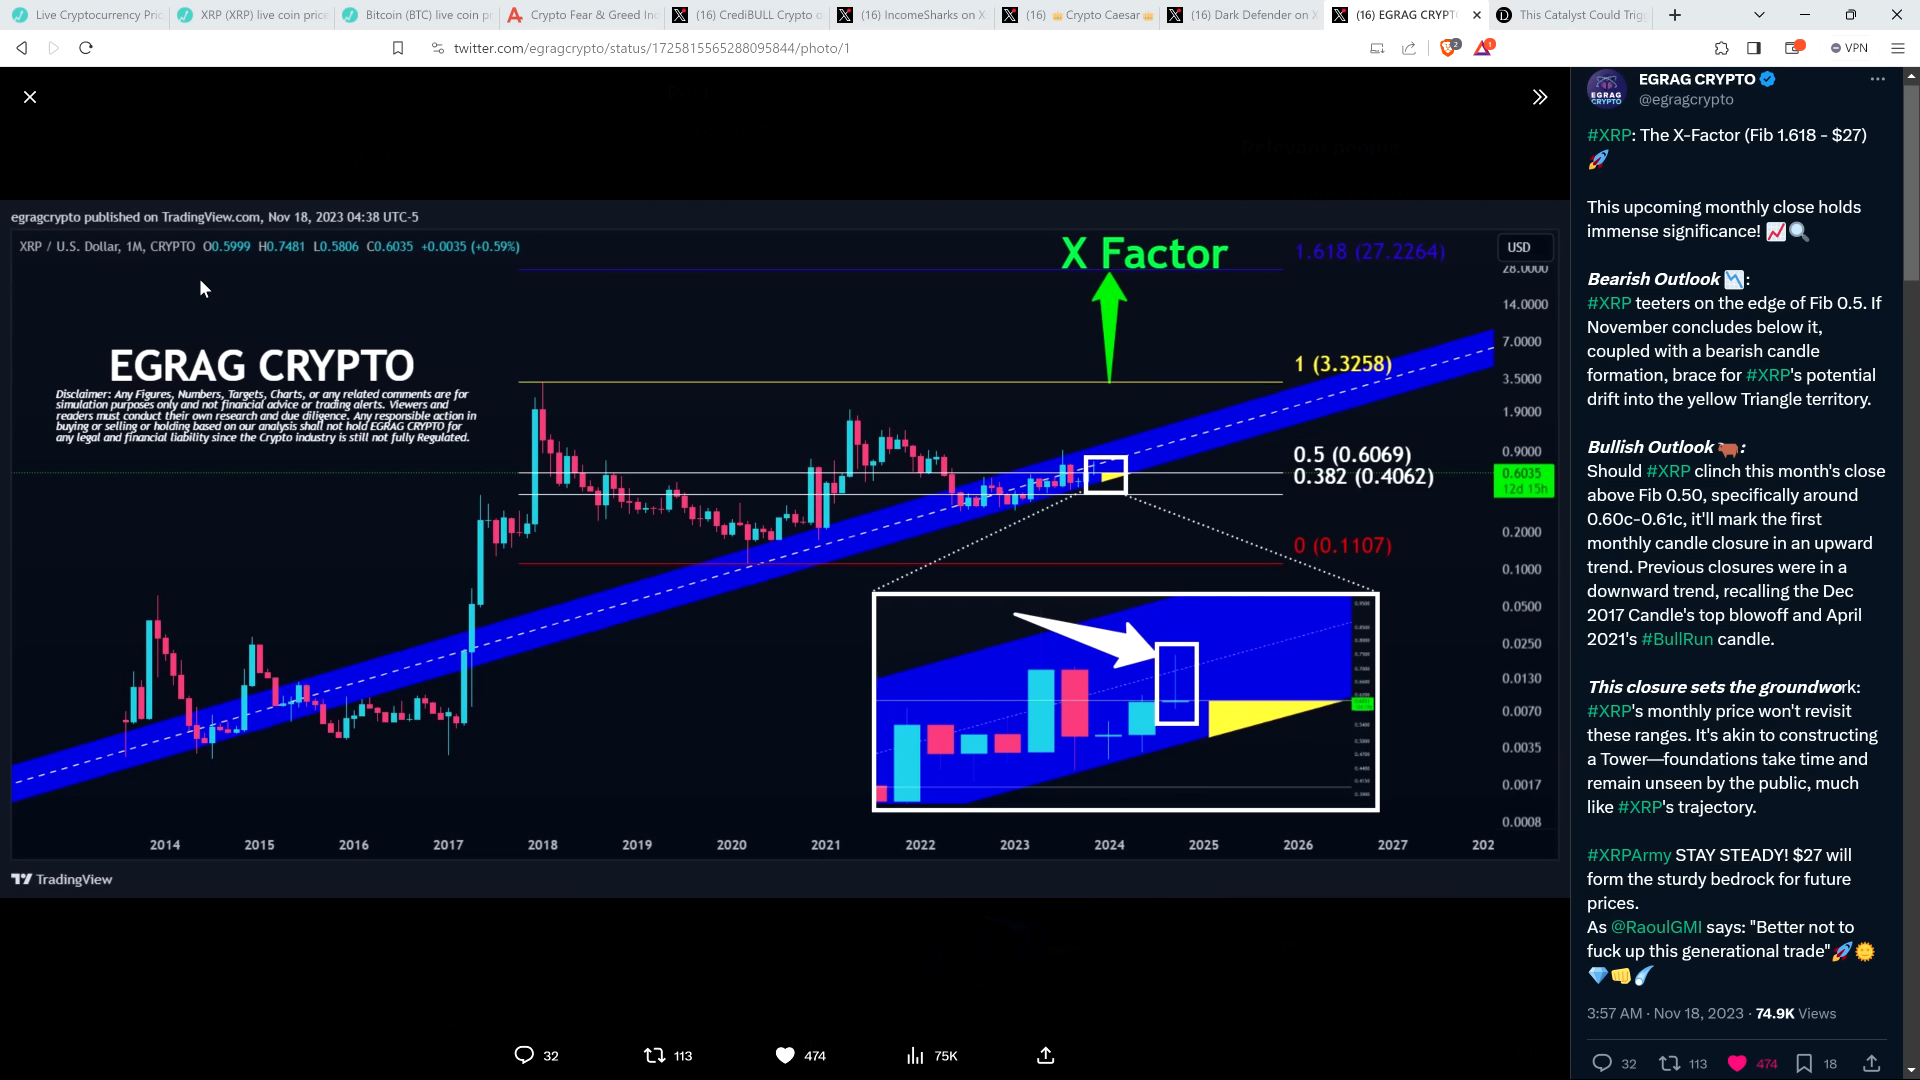 Live Cryptocurrency Pric
XRP (XRP) live coin price
Bitcoin (BTC) live coin pr
Crypto Fear & Greed Ind
(16) CrediBULL Crypto o
(16) IncomeSharks on X
(16) 👑Crypto Caesar👑
(16) Dark Defender on X
(16) EGRAG CRYPT
This Catalyst Could Trig
twitter.com/egragcrypto/status/1725815565288095844/photo/1
2
1
VPN
egragcrypto published on TradingView.com, Nov 18, 2023 04:38 UTC-5
XRP / U.S. Dollar, 1M, CRYPTO O0.5999 H0.7481 L0.5806 C0.6035 +0.0035 (+0.59%)
X Factor
1.618 (27.2264)
USD
28.0000
14.0000
7.0000
3.5000
1.9000
0.9000
0.6035
12d 15h
0.2000
0.1000
0.0500
0.0250
0.0130
0.0070
0.0035
0.0017
0.0008
EGRAG CRYPTO
Disclaimer: Any Figures, Numbers, Targets, Charts, or any related comments are for
simulation purposes only and not financial advice or trading alerts. Viewers and
readers must conduct their own research and due diligence. Any responsible action in
buying or selling or holding based on our analysis shall not hold EGRAG CRYPTO for
any legal and financial liability since the Crypto industry is still not fully Regulated.
1 (3.3258)
0.5 (0.6069)
0.382 (0.4062)
0 (0.1107)
2014 2015 2016 2017 2018 2019 2020 2021 2022 2023 2024 2025 2026 2027 202
TradingView
32 113 474 75K
EGRAG CRYPTO
EGRAG
CRYPTO
@egragcrypto
#XRP: The X-Factor (Fib 1.618 - $27)
🚀
This upcoming monthly close holds
immense significance! 📈🔍
Bearish Outlook 📉:
#XRP teeters on the edge of Fib 0.5. If
November concludes below it,
coupled with a bearish candle
formation, brace for #XRP's potential
drift into the yellow Triangle territory.
Bullish Outlook 🐂:
Should #XRP clinch this month's close
above Fib 0.50, specifically around
0.60c-0.61c, it'll mark the first
monthly candle closure in an upward
trend. Previous closures were in a
downward trend, recalling the Dec
2017 Candle's top blowoff and April
2021's #BullRun candle.
This closure sets the groundwork:
#XRP's monthly price won't revisit
these ranges. It's akin to constructing
a Tower—foundations take time and
remain unseen by the public, much
like #XRP's trajectory.
#XRPArmy STAY STEADY! $27 will
form the sturdy bedrock for future
prices.
As @RaoulGMI says: "Better not to
fuck up this generational trade"🚀🌞
💎👊☄️
3:57 AM · Nov 18, 2023 · 74.9K Views
32 113 474 18